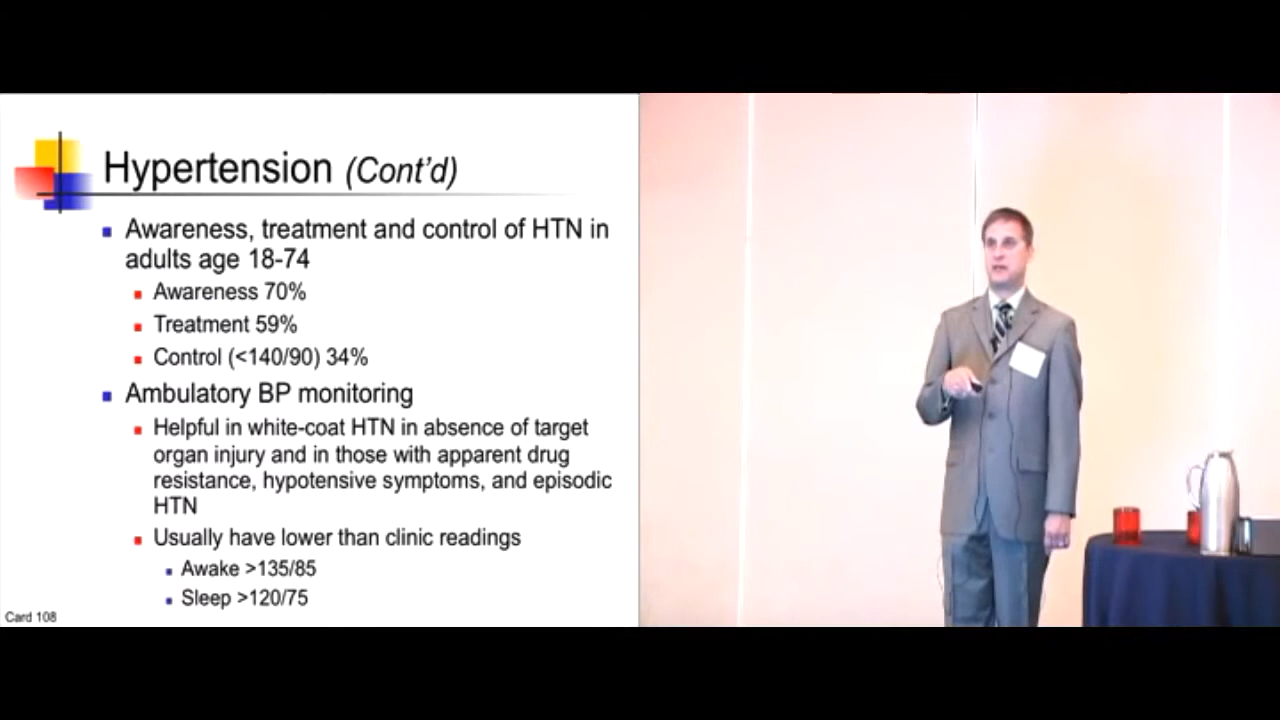 Hypertension (Cont'd)
Awareness, treatment and control of HTN in
adults age 18-74
Awareness 70%
Treatment 59%
Control (<140/90) 34%
Ambulatory BP monitoring
Helpful in white-coat HTN in absence of target
organ injury and in those with apparent drug
resistance, hypotensive symptoms, and episodic
HTN
Usually have lower than clinic readings
Awake >135/85
Sleep >120/75
Card 108